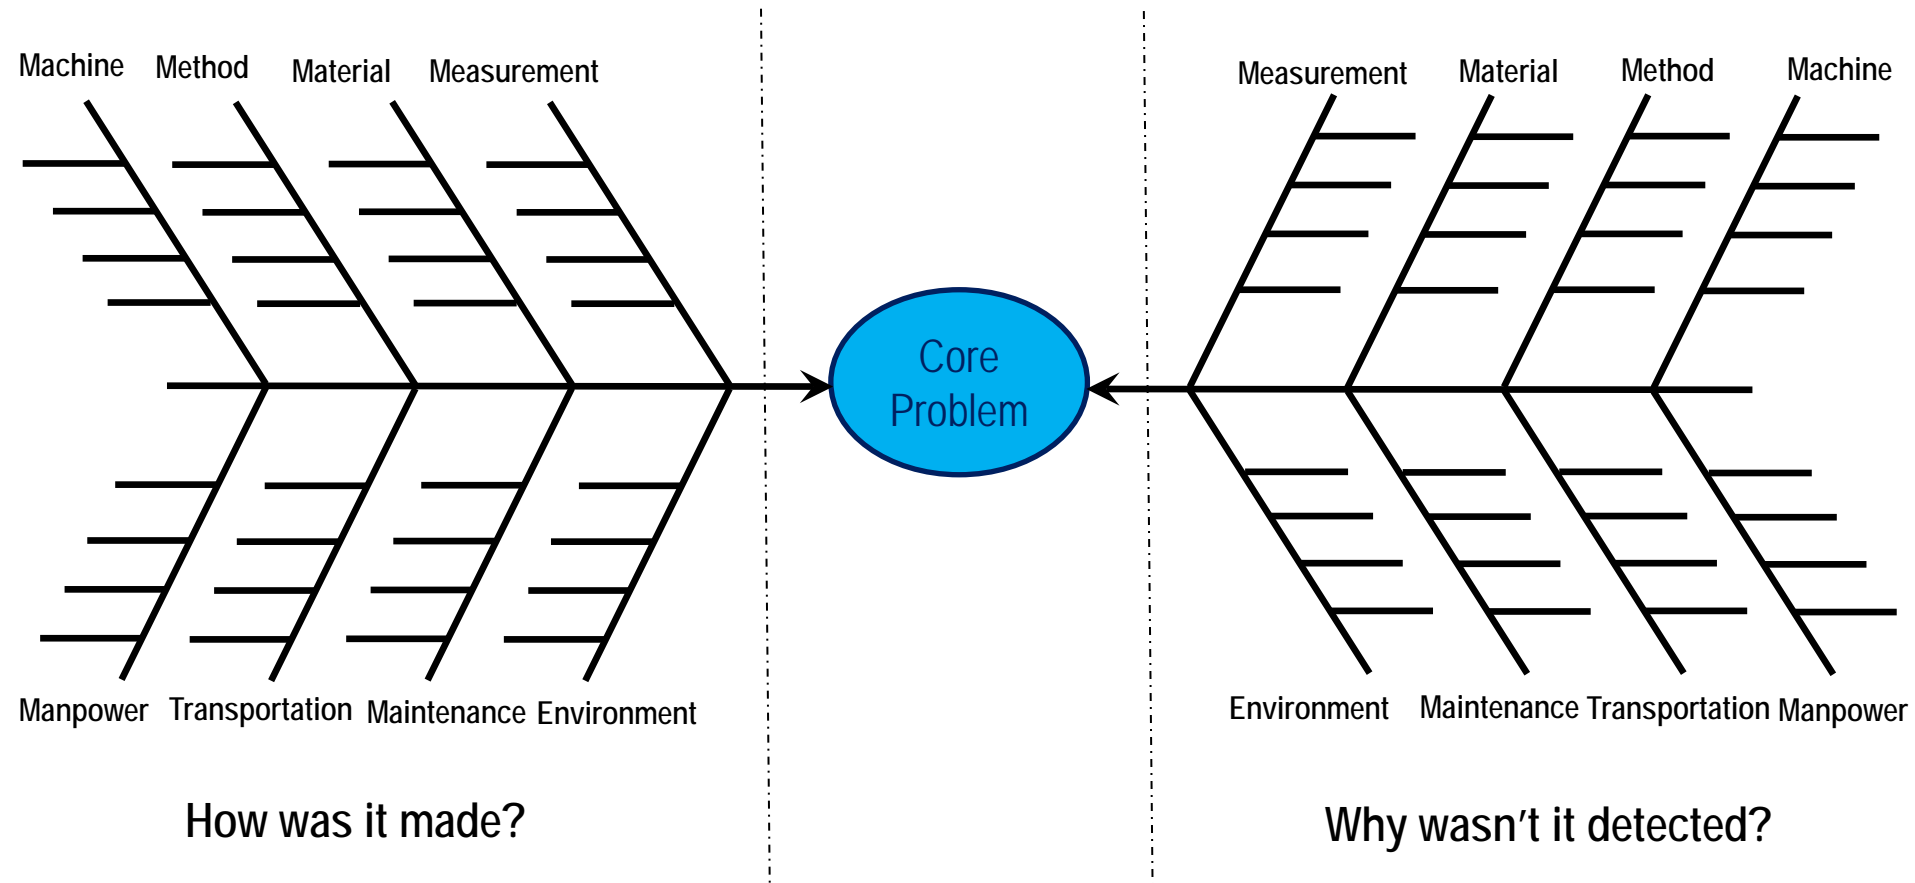 Machine Method Material Measurement
Measurement Material Method Machine
Core
Problem
Manpower Transportation Maintenance Environment
Environment Maintenance Transportation Manpower
How was it made?
Why wasn't it detected?